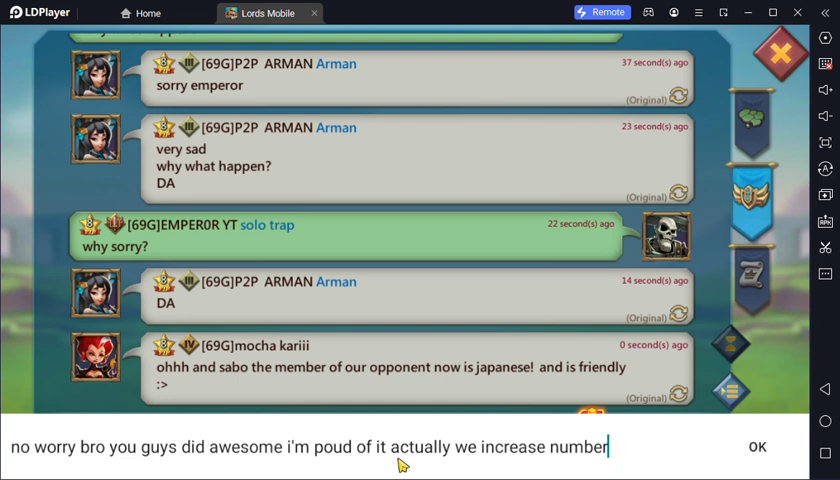 LDPlayer
Home
Lords Mobile
Remote
[69G]P2P ARMAN Arman
37 second(s) ago
sorry emperor
(Original)
[69G]P2P ARMAN Arman
23 second(s) ago
very sad
why what happen?
DA
(Original)
[69G]EMPER0R YT solo trap
22 second(s) ago
why sorry?
[69G]P2P ARMAN Arman
14 second(s) ago
DA
(Original)
[69G]mocha kariii
0 second(s) ago
ohhh and sabo the member of our opponent now is japanese! and is friendly
:>
(Original)
no worry bro you guys did awesome i'm poud of it actually we increase number
OK